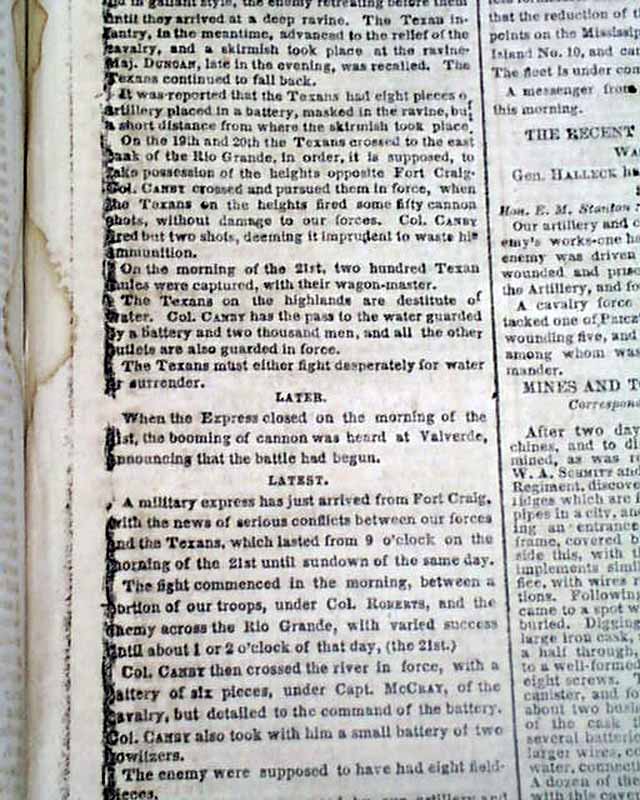 in gallant style, the enemy retreating before them
until they arrived at a deep ravine. The Texan in-
fantry, in the meantime, advanced to the relief of the
cavalry, and a skirmish took place at the ravine.
Maj. DUNCAN, late in the evening, was recalled. The
Texans continued to fall back.
It was reported that the Texans had eight pieces of
artillery placed in a battery, masked in the ravine, but
a short distance from where the skirmish took place.
On the 19th and 20th the Texans crossed to the east
bank of the Rio Grande, in order, it is supposed, to
take possession of the heights opposite Fort Craig.
Col. CANBY crossed and pursued them in force, when
the Texans on the heights fired some fifty cannon
shots, without damage to our forces. Col. CANBY
fired but two shots, deeming it imprudent to waste his
ammunition.
On the morning of the 21st, two hundred Texan
mules were captured, with their wagon-master.
The Texans on the highlands are destitute of
water. Col. CANBY has the pass to the water guarded
by a battery and two thousand men, and all the other
outlets are also guarded in force.
The Texans must either fight desperately for water
or surrender.
LATER.
When the Express closed on the morning of the
21st, the booming of cannon was heard at Valverde,
announcing that the battle had begun.
LATEST.
A military express has just arrived from Fort Craig,
with the news of serious conflicts between our forces
and the Texans, which lasted from 9 o'clock on the
morning of the 21st until sundown of the same day.
The fight commenced in the morning, between a
portion of our troops, under Col. ROBERTS, and the
enemy across the Rio Grande, with varied success
until about 1 or 2 o'clock of that day, (the 21st.)
Col. CANBY then crossed the river in force, with a
battery of six pieces, under Capt. MCCRAY, of the
cavalry, but detailed to the command of the battery.
Col. CANBY also took with him a small battery of two
howitzers.
The enemy were supposed to have had eight field-
pieces.
by our artillery and
that the reduction of
points on the Mississip
Island No. 10, and
The fleet is under com
A messenger from
this morning.
THE RECENT
WA
Gen. HALLECK ha
Hon. E. M. Stanton
Our artillery and c
emy's works-one
enemy was driven
wounded and
the Artillery, and fo
A cavalry force
tacked one of
wounding five, and
among whom was
mander.
MINES AND T
Correspon
After two day
chines, and to di
mined, as was
W. A. SCHMITT and
Regiment, discove
ridges which are
pipes in a city, an
ing an entrance
frame, covered b
side this, with
implements simil
fice, with wires
tions. Following
came to a spot w
buried. Digging
large iron cask,
a half through,
to a well-formed
eight screws. T
canister, and fo
about two bush
of the cask
several batterie
larger wires, co
water, connecti
A dozen of the
with this cave